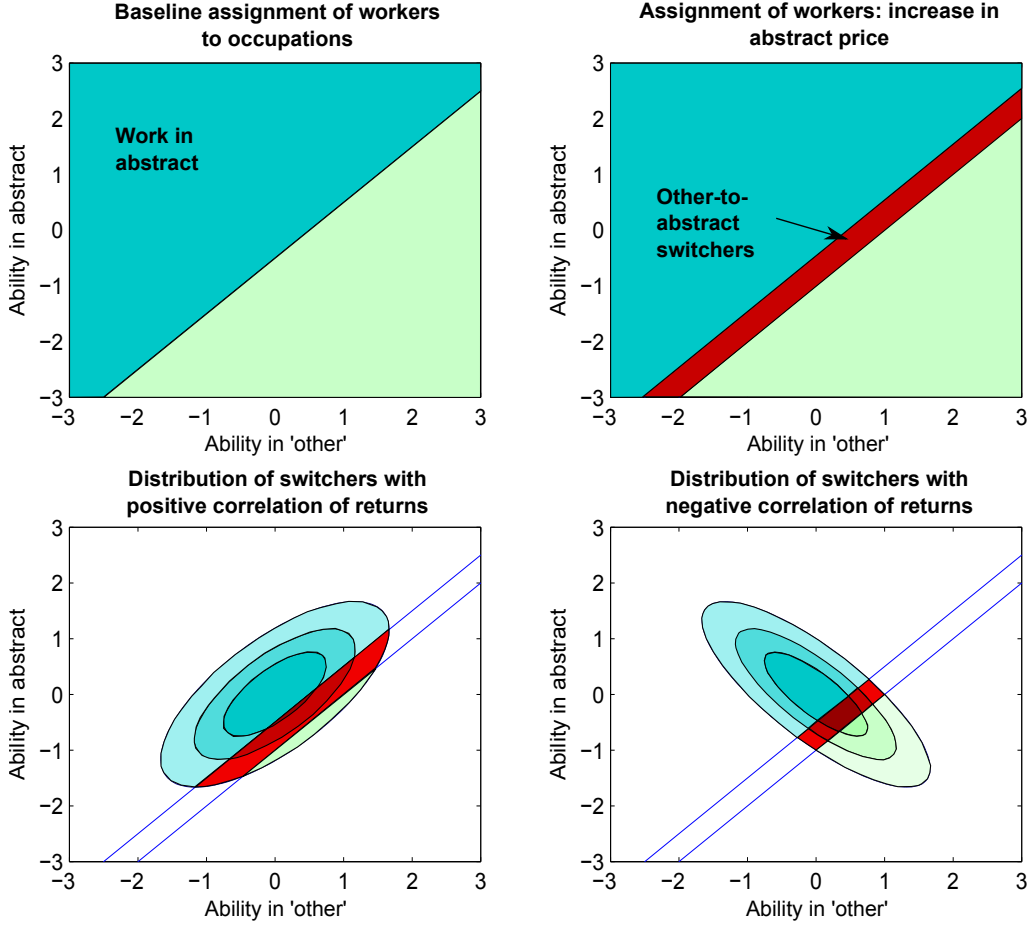 Baseline assignment of workers
to occupations
3
2
1
0
−1
−2
−3
−3
−2
−1
0
1
2
3
Ability in abstract
Ability in 'other'
Work in
abstract
Assignment of workers: increase in
abstract price
3
2
1
0
−1
−2
−3
−3
−2
−1
0
1
2
3
Ability in abstract
Ability in 'other'
Other-to-
abstract
switchers
Distribution of switchers with
positive correlation of returns
3
2
1
0
−1
−2
−3
−3
−2
−1
0
1
2
3
Ability in abstract
Ability in 'other'
Distribution of switchers with
negative correlation of returns
3
2
1
0
−1
−2
−3
−3
−2
−1
0
1
2
3
Ability in abstract
Ability in 'other'